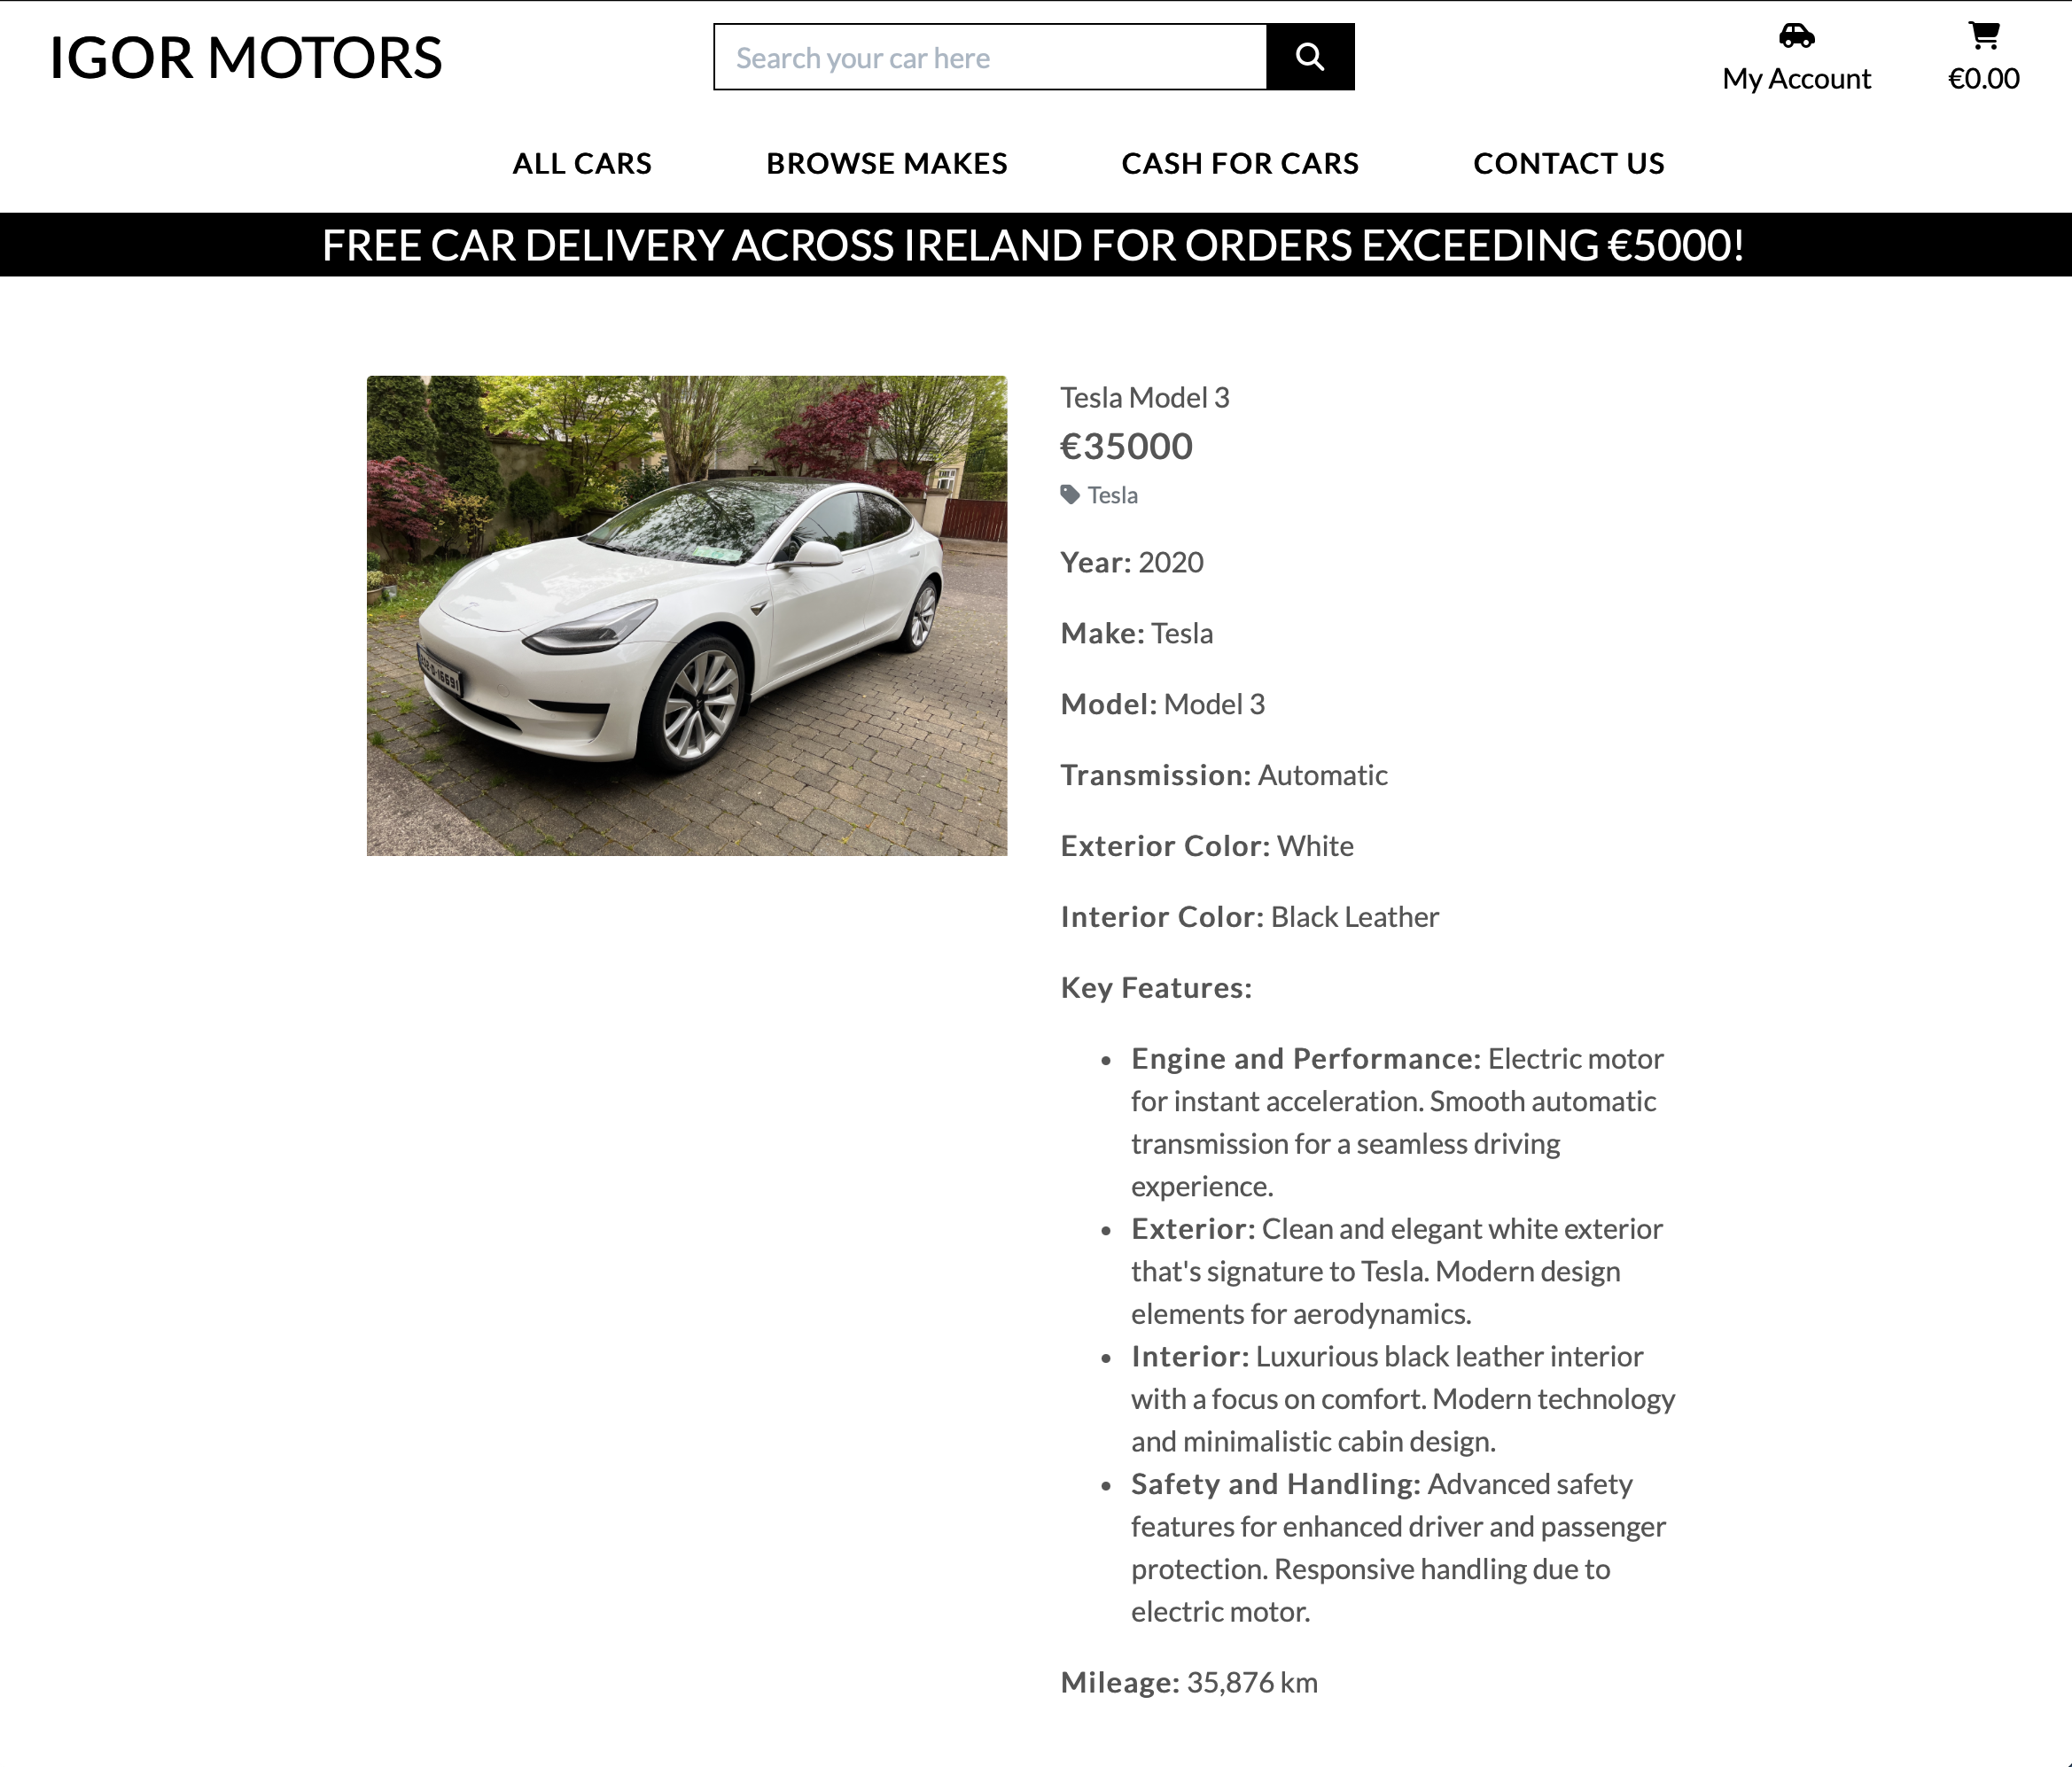 IGOR MOTORS
Search your car here
My Account
€0.00
ALL CARS
BROWSE MAKES
CASH FOR CARS
CONTACT US
FREE CAR DELIVERY ACROSS IRELAND FOR ORDERS EXCEEDING €5000!
Tesla Model 3
€35000
Tesla
Year: 2020
Make: Tesla
Model: Model 3
Transmission: Automatic
Exterior Color: White
Interior Color: Black Leather
Key Features:
Engine and Performance: Electric motor
for instant acceleration. Smooth automatic
transmission for a seamless driving
experience.
Exterior: Clean and elegant white exterior
that's signature to Tesla. Modern design
elements for aerodynamics.
Interior: Luxurious black leather interior
with a focus on comfort. Modern technology
and minimalistic cabin design.
Safety and Handling: Advanced safety
features for enhanced driver and passenger
protection. Responsive handling due to
electric motor.
Mileage: 35,876 km